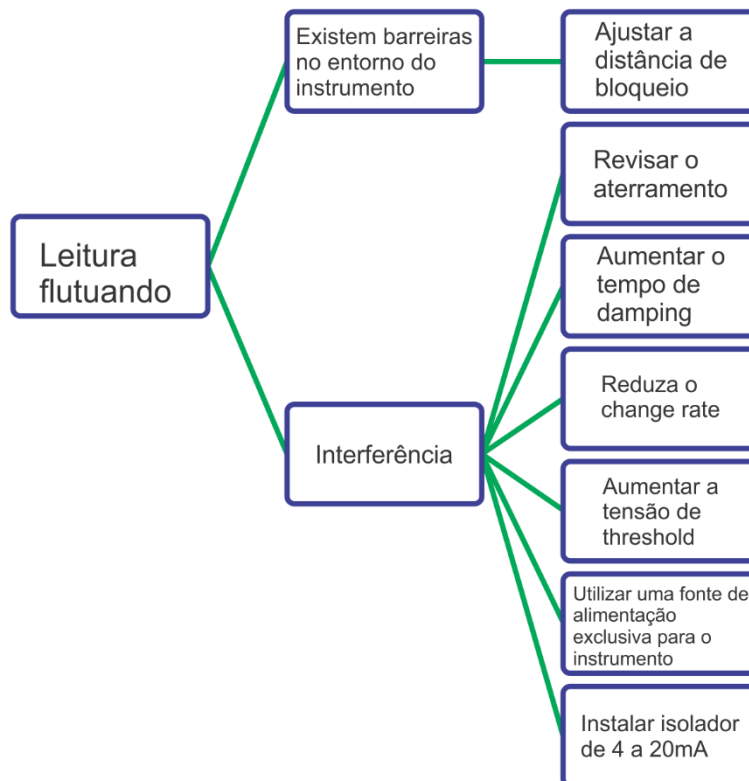 Existem barreiras
no entorno do
instrumento
Ajustar a
distância de
bloqueio
Revisar o
aterramento
Leitura
flutuando
Aumentar o
tempo de
damping
Reduza o
change rate
Interferência
Aumentar a
tensão de
threshold
Utilizar uma fonte de
alimentação
exclusiva para o
instrumento
Instalar isolador
de 4 a 20mA